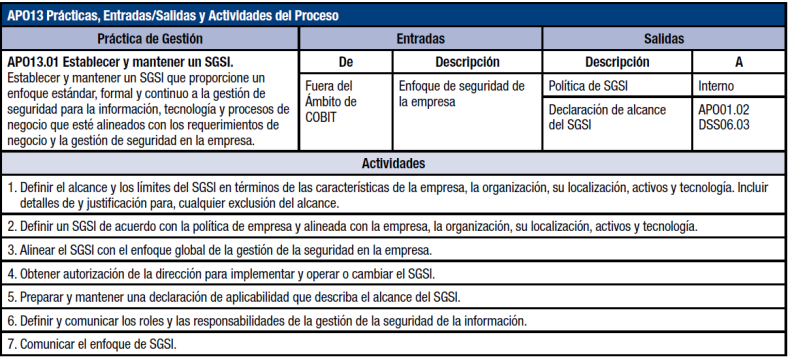 APO13 Prácticas, Entradas/Salidas y Actividades del Proceso
Práctica de Gestión
Entradas
Salidas
APO13.01 Establecer y mantener un SGSI.
Establecer y mantener un SGSI que proporcione un
enfoque estándar, formal y continuo a la gestión de
seguridad para la información, tecnología y procesos de
negocio que esté alineados con los requerimientos de
negocio y la gestión de seguridad en la empresa.
De
Descripción
Descripción
A
Fuera del
Ámbito de
COBIT
Enfoque de seguridad de
la empresa
Política de SGSI
Interno
Declaración de alcance
del SGSI
APO01.02
DSS06.03
Actividades
1. Definir el alcance y los límites del SGSI en términos de las características de la empresa, la organización, su localización, activos y tecnología. Incluir
detalles de y justificación para, cualquier exclusión del alcance.
2. Definir un SGSI de acuerdo con la política de empresa y alineada con la empresa, la organización, su localización, activos y tecnología.
3. Alinear el SGSI con el enfoque global de la gestión de la seguridad en la empresa.
4. Obtener autorización de la dirección para implementar y operar o cambiar el SGSI.
5. Preparar y mantener una declaración de aplicabilidad que describa el alcance del SGSI.
6. Definir y comunicar los roles y las responsabilidades de la gestión de la seguridad de la información.
7. Comunicar el enfoque de SGSI.